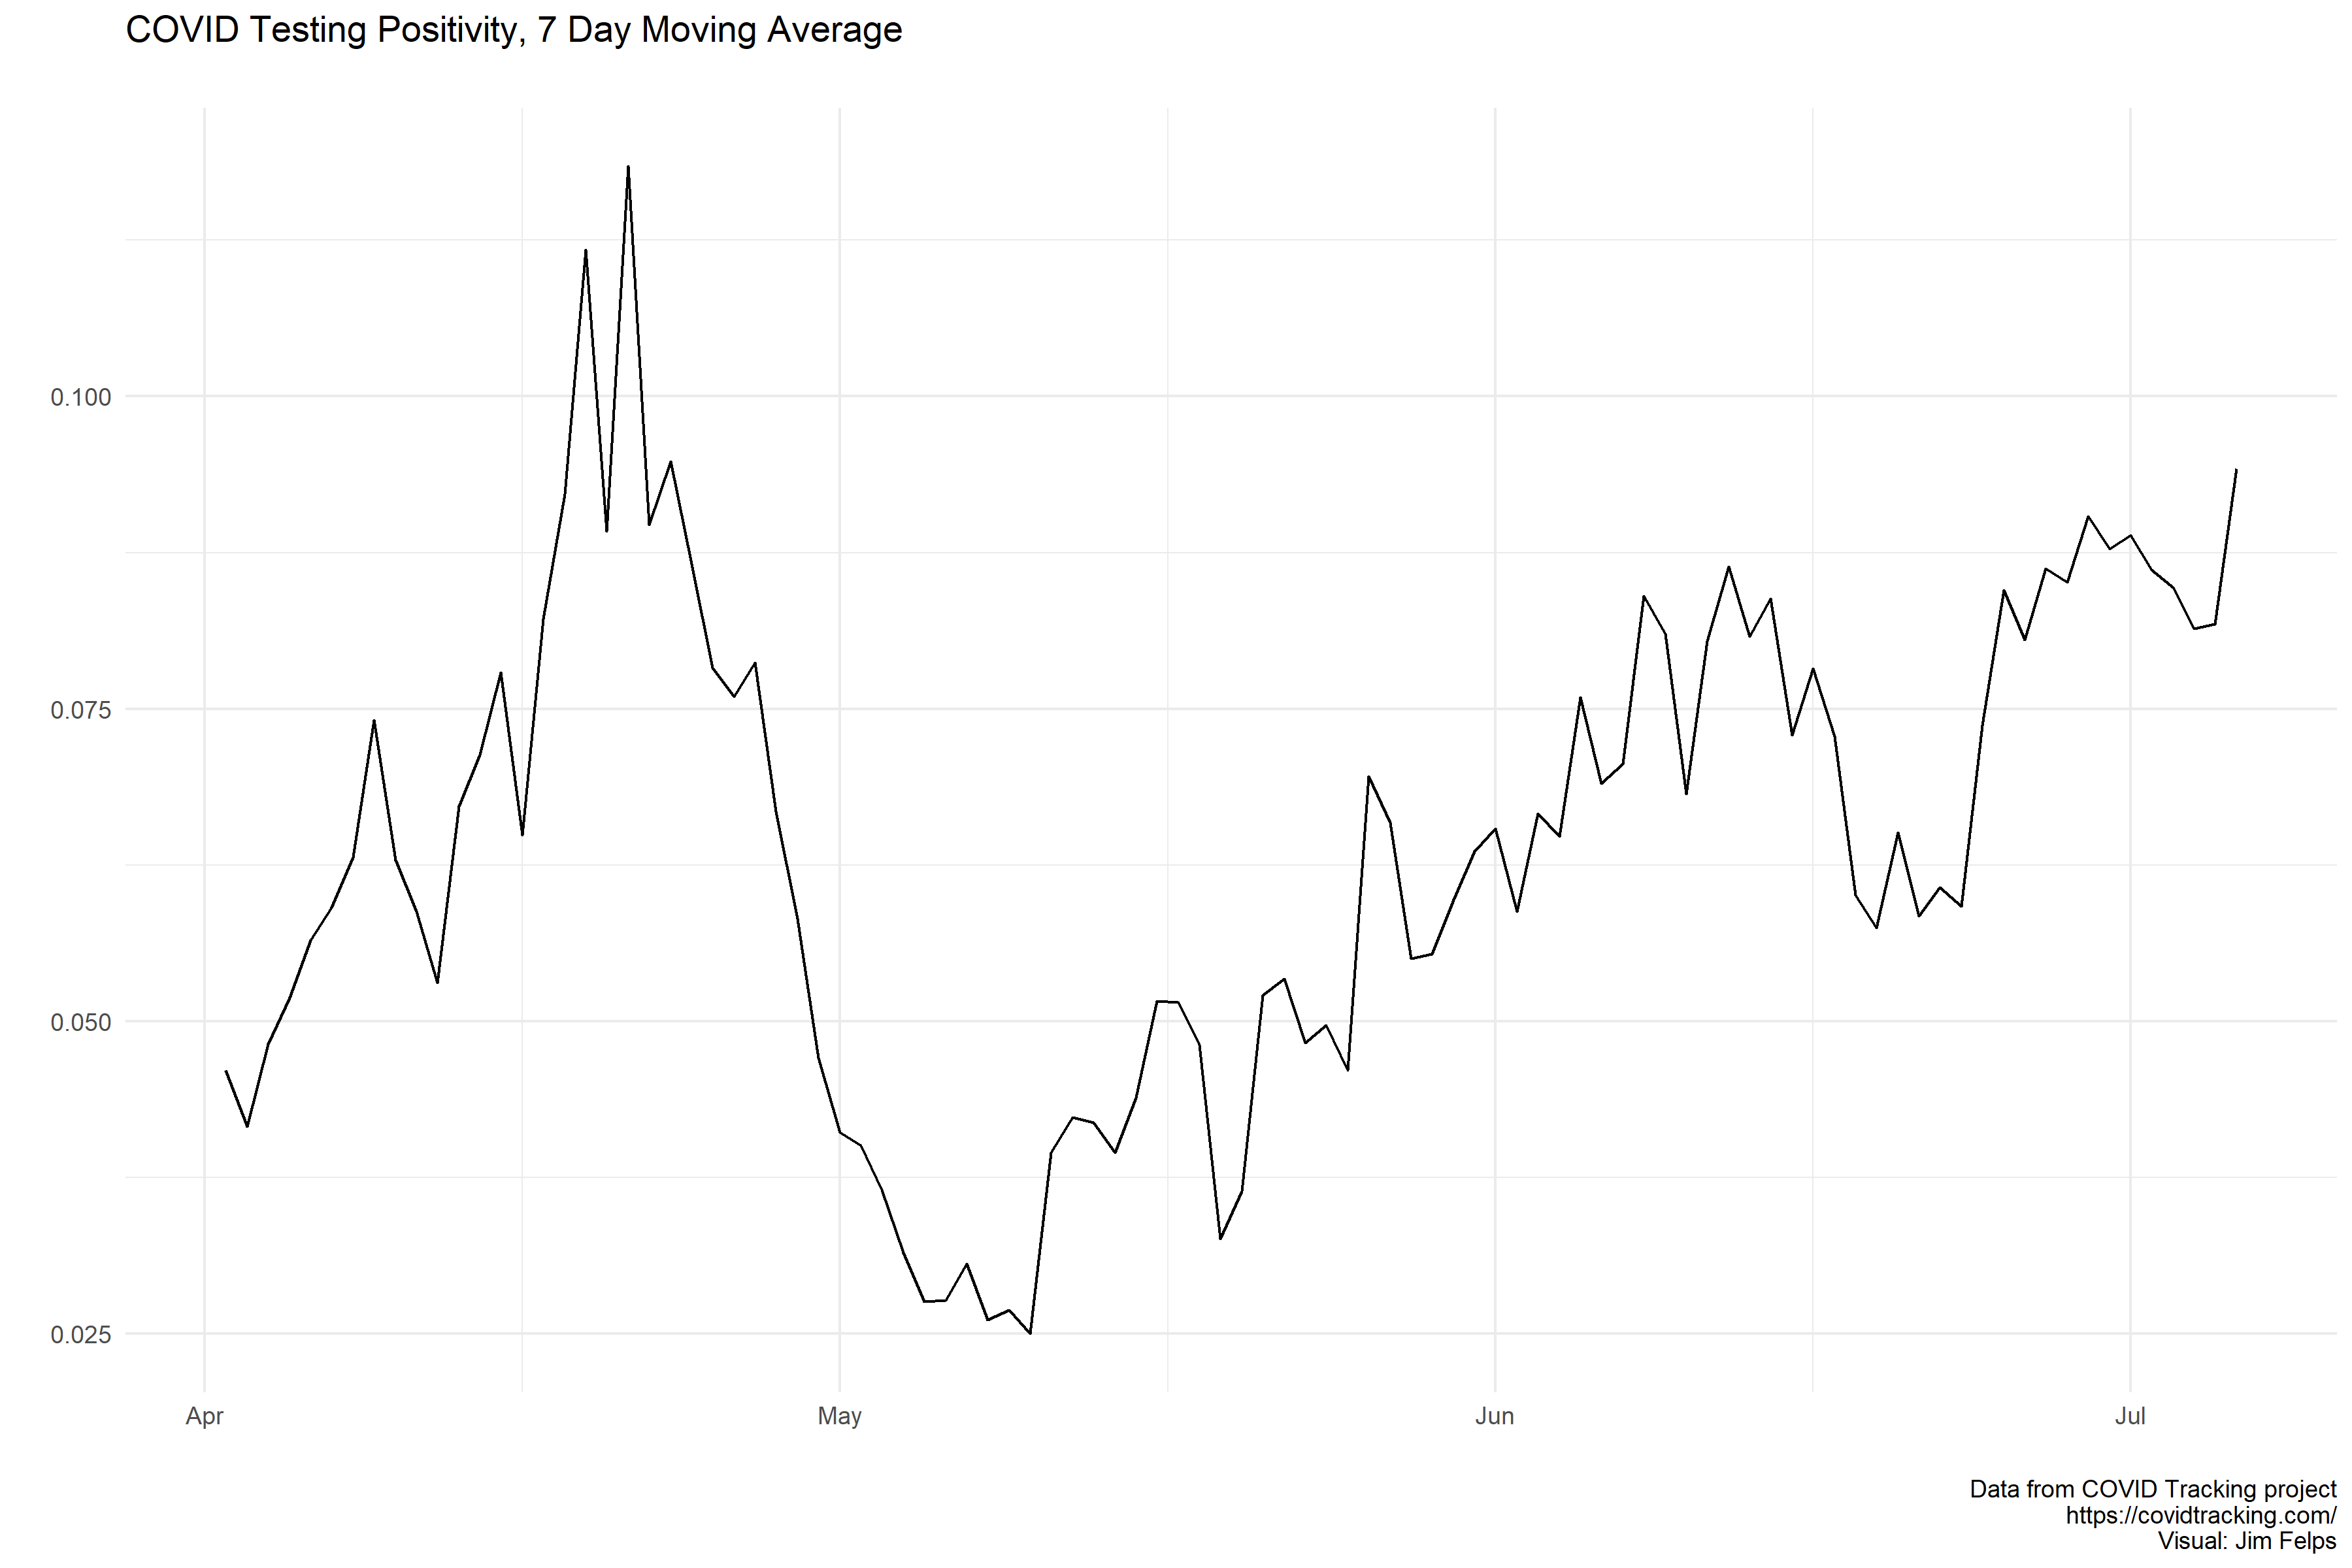 COVID Testing Positivity, 7 Day Moving Average
0.100
0.075
0.050
0.025
Apr May Jun Jul
Data from COVID Tracking project
https://covidtracking.com/
Visual: Jim Felps